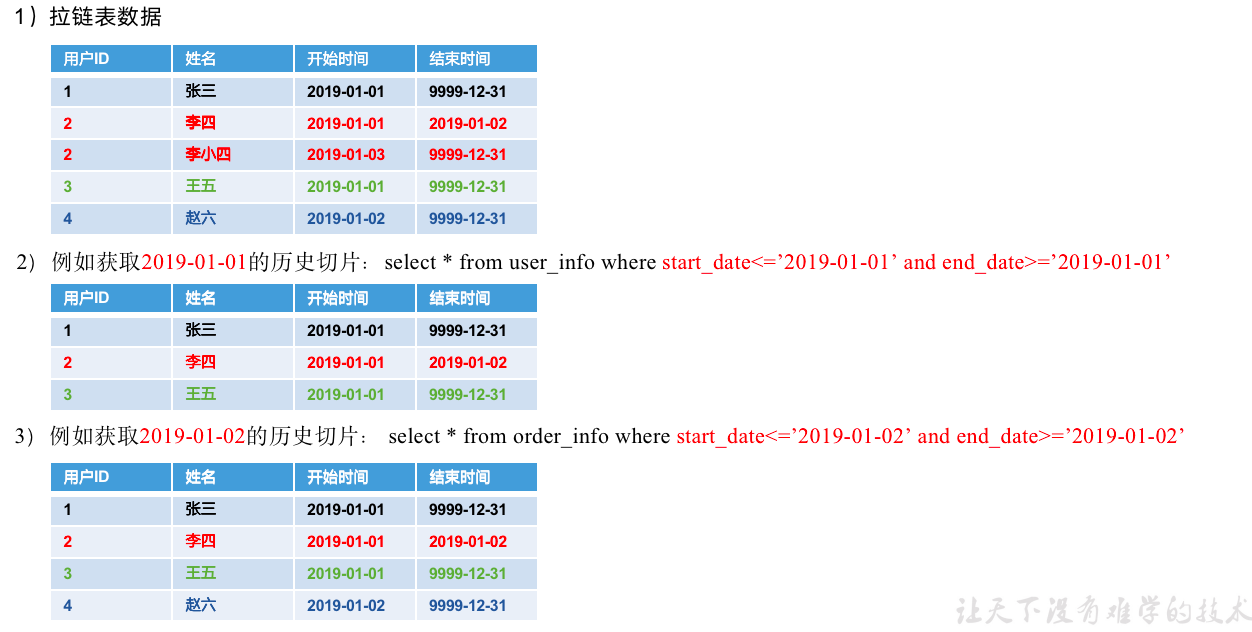 1）拉链表数据
用户ID 姓名 开始时间 结束时间
1 张三 2019-01-01 9999-12-31
2 李四 2019-01-01 2019-01-02
2 李小四 2019-01-03 9999-12-31
3 王五 2019-01-01 9999-12-31
4 赵六 2019-01-02 9999-12-31
2）例如获取2019-01-01的历史切片：select * from user_info where start_date<=’2019-01-01’ and end_date>=’2019-01-01’
用户ID 姓名 开始时间 结束时间
1 张三 2019-01-01 9999-12-31
2 李四 2019-01-01 2019-01-02
3 王五 2019-01-01 9999-12-31
3）例如获取2019-01-02的历史切片： select * from order_info where start_date<=’2019-01-02’ and end_date>=’2019-01-02’
用户ID 姓名 开始时间 结束时间
1 张三 2019-01-01 9999-12-31
2 李四 2019-01-01 2019-01-02
3 王五 2019-01-01 9999-12-31
4 赵六 2019-01-02 9999-12-31
让天下没有难学的技术